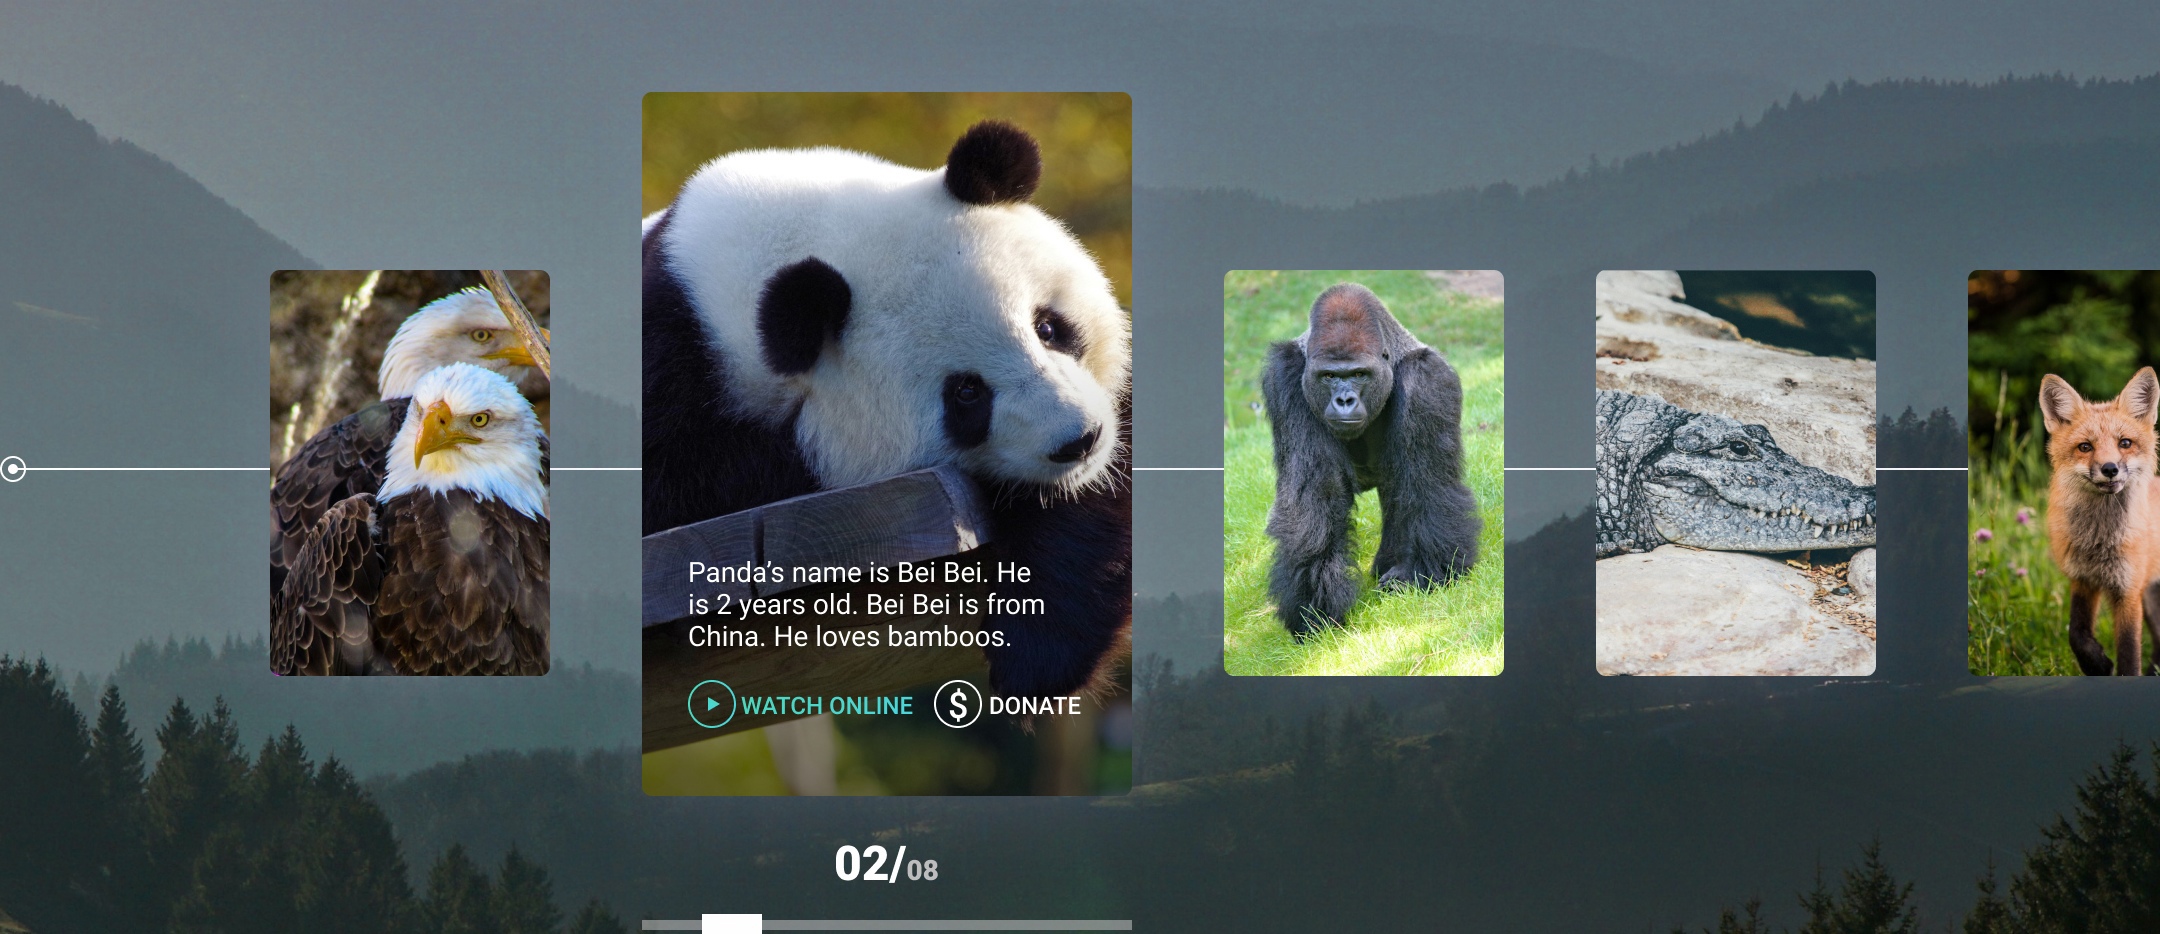 Panda’s name is Bei Bei. He
is 2 years old. Bei Bei is from
China. He loves bamboos.
WATCH ONLINE $ DONATE
02/08